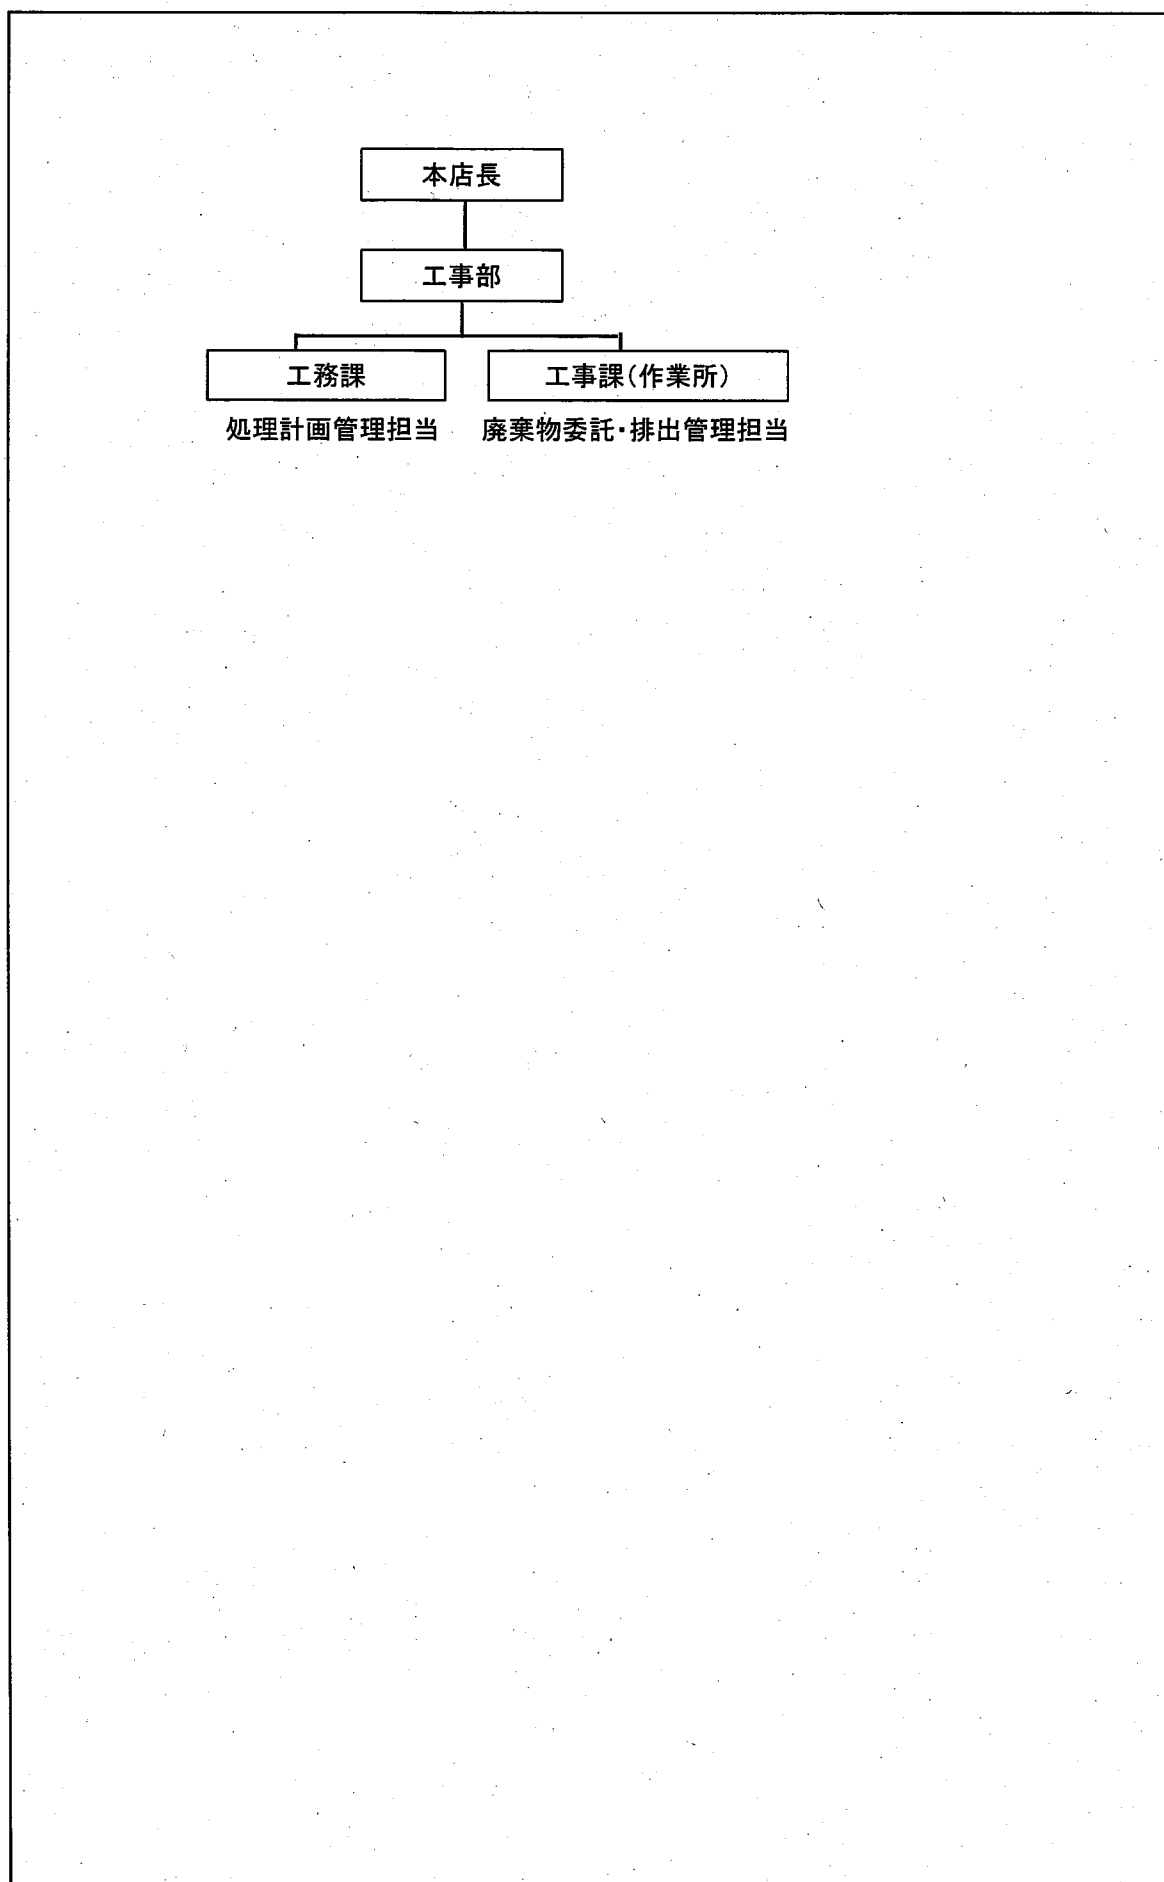 本店長
工事部
工務課
工事課（作業所）
処理計画管理担当
廃棄物委託・排出管理担当